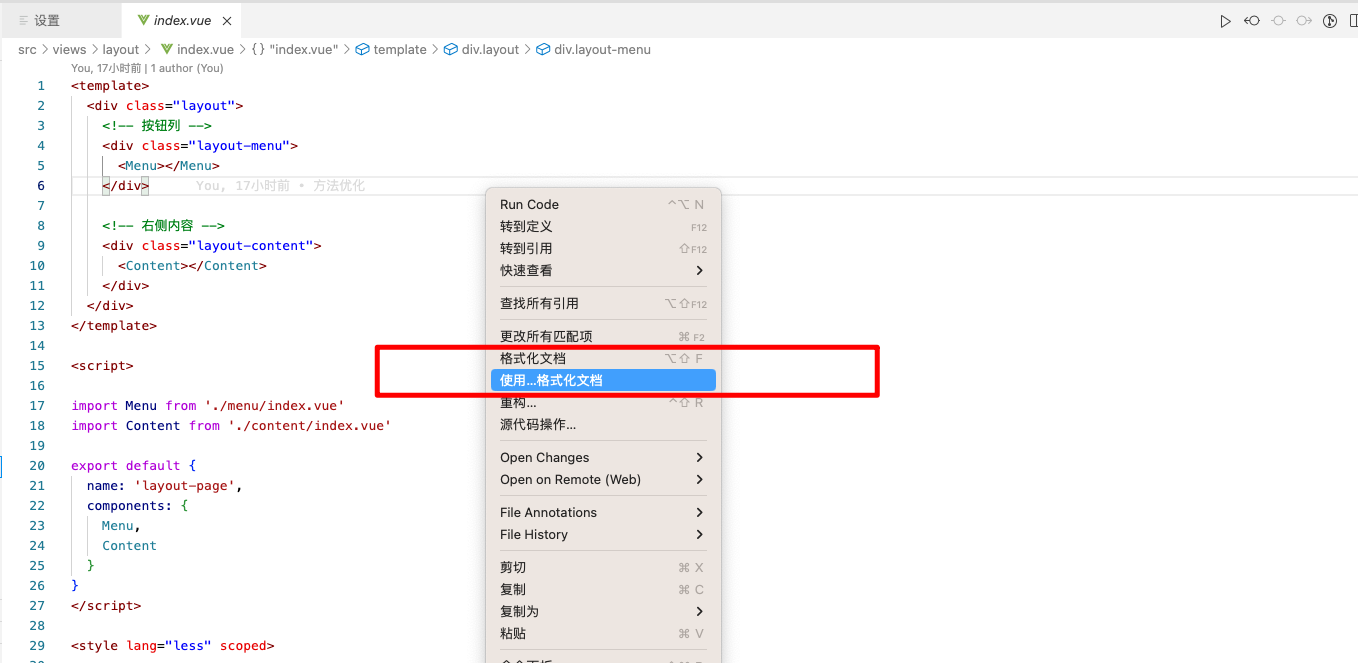 设置
index.vue
src > views > layout > index.vue > {} "index.vue" > template > div.layout > div.layout-menu
You, 17小时前 | 1 author (You)
1 <template>
2 <div class="layout">
3 <!-- 按钮列 -->
4 <div class="layout-menu">
5 <Menu></Menu>
6 </div> You, 17小时前 • 方法优化
7
8 <!-- 右侧内容 -->
9 <div class="layout-content">
10 <Content></Content>
11 </div>
12 </div>
13 </template>
14
15 <script>
16
17 import Menu from './menu/index.vue'
18 import Content from './content/index.vue'
19
20 export default {
21 name: 'layout-page',
22 components: {
23 Menu,
24 Content
25 }
26 }
27 </script>
28
29 <style lang="less" scoped>
Run Code ^⌥ N
转到定义 F12
转到引用 ⇧F12
快速查看 >
查找所有引用 ⌥⇧F12
更改所有匹配项 ⌘ F2
格式化文档 ⌥⇧ F
使用...格式化文档
重构... ^⇧ R
源代码操作...
Open Changes >
Open on Remote (Web) >
File Annotations >
File History >
剪切 ⌘ X
复制 ⌘ C
复制为 >
粘贴 ⌘ V